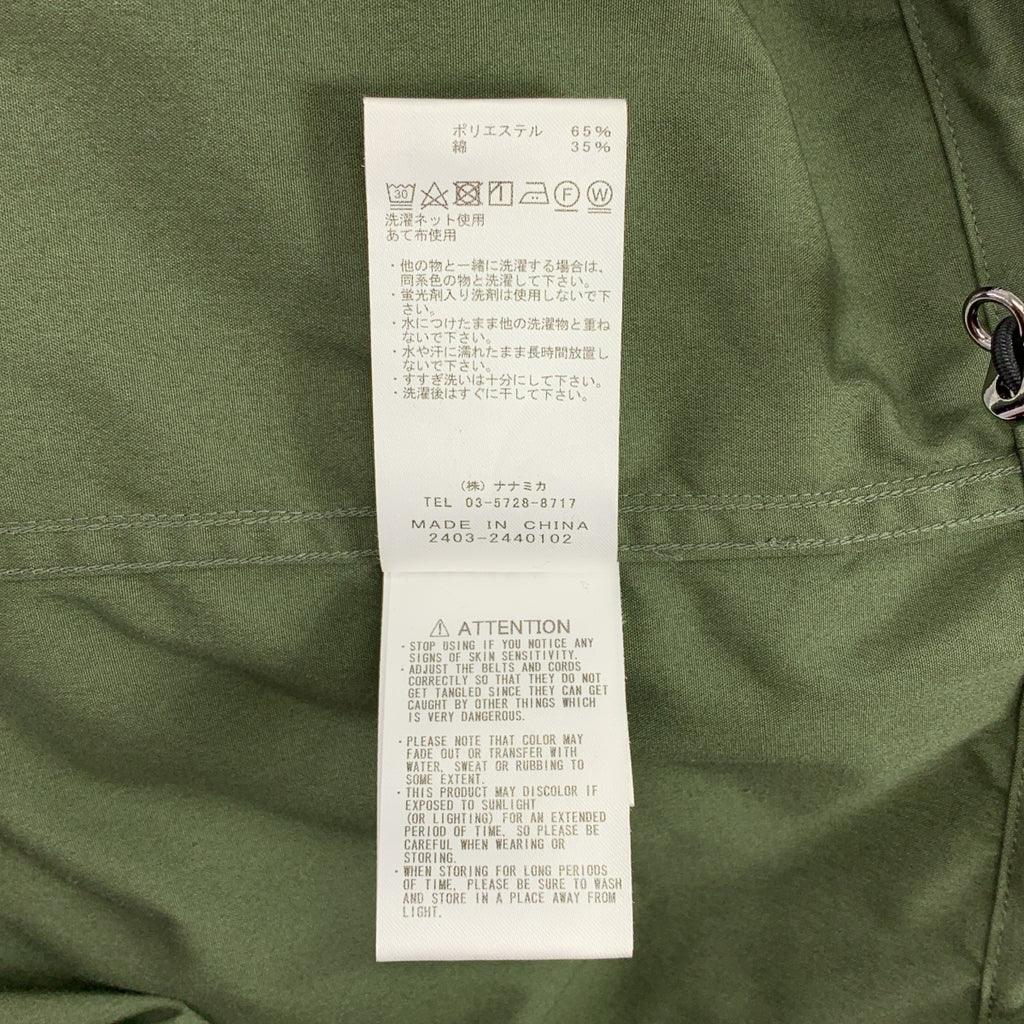 ポリエステル 65%
綿 35%
30 F W
洗濯ネット使用
あて布使用
・他の物と一緒に洗濯する場合は、
同系色の物と洗濯して下さい。
・蛍光剤入り洗剤は使用しないで下
さい。
・水につけたまま他の洗濯物と重ね
ないで下さい。
・水や汗に濡れたまま長時間放置し
ないで下さい。
・すすぎ洗いは十分にして下さい。
・洗濯後はすぐに干して下さい。
(株) ナナミカ
TEL 03-5728-8717
MADE IN CHINA
2403-2440102
⚠ ATTENTION
・STOP USING IF YOU NOTICE ANY
SIGNS OF SKIN SENSITIVITY.
・ADJUST THE BELTS AND CORDS
CORRECTLY SO THAT THEY DO NOT
GET TANGLED SINCE THEY CAN GET
CAUGHT BY OTHER THINGS WHICH
IS VERY DANGEROUS.
・PLEASE NOTE THAT COLOR MAY
FADE OUT OR TRANSFER WITH
WATER, SWEAT OR RUBBING TO
SOME EXTENT.
・THIS PRODUCT MAY DISCOLOR IF
EXPOSED TO SUNLIGHT
(OR LIGHTING) FOR AN EXTENDED
PERIOD OF TIME, SO PLEASE BE
CAREFUL WHEN WEARING OR
STORING.
・WHEN STORING FOR LONG PERIODS
OF TIME, PLEASE BE SURE TO WASH
AND STORE IN A PLACE AWAY FROM
LIGHT.